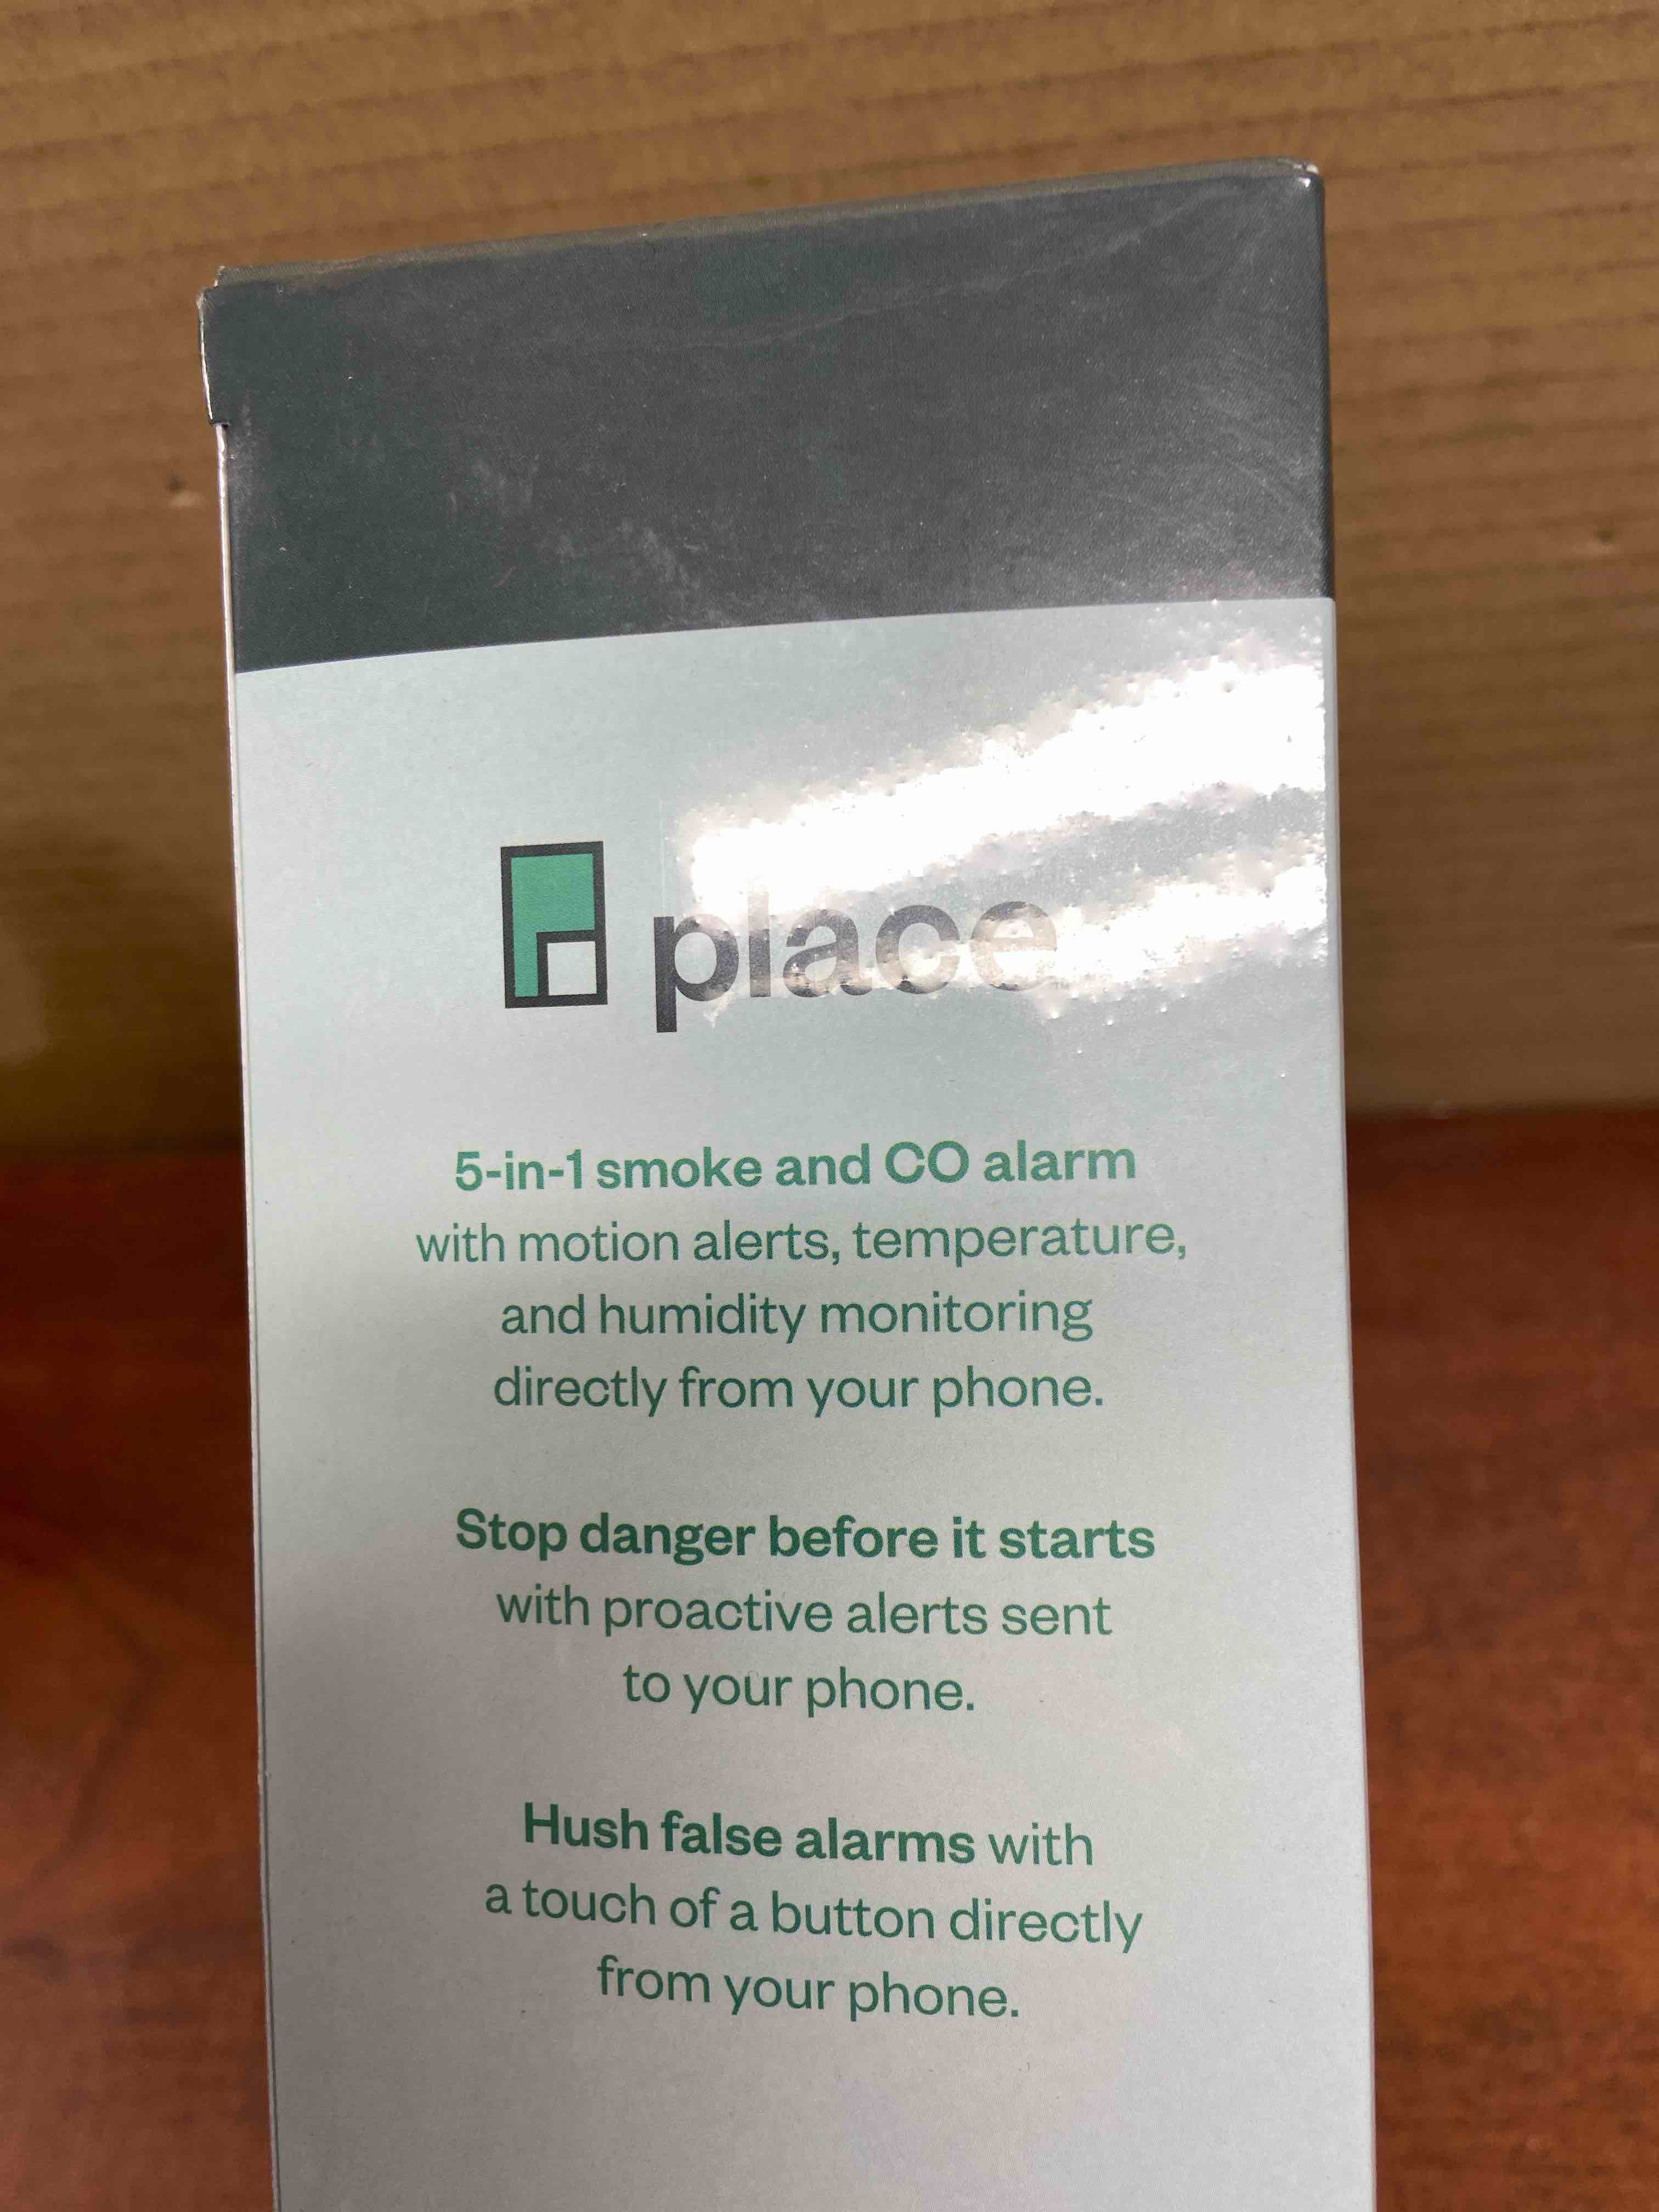 place
5-in-1 smoke and CO alarm
with motion alerts, temperature,
and humidity monitoring
directly from your phone.
Stop danger before it starts
with proactive alerts sent
to your phone.
Hush false alarms with
a touch of a button directly
from your phone.